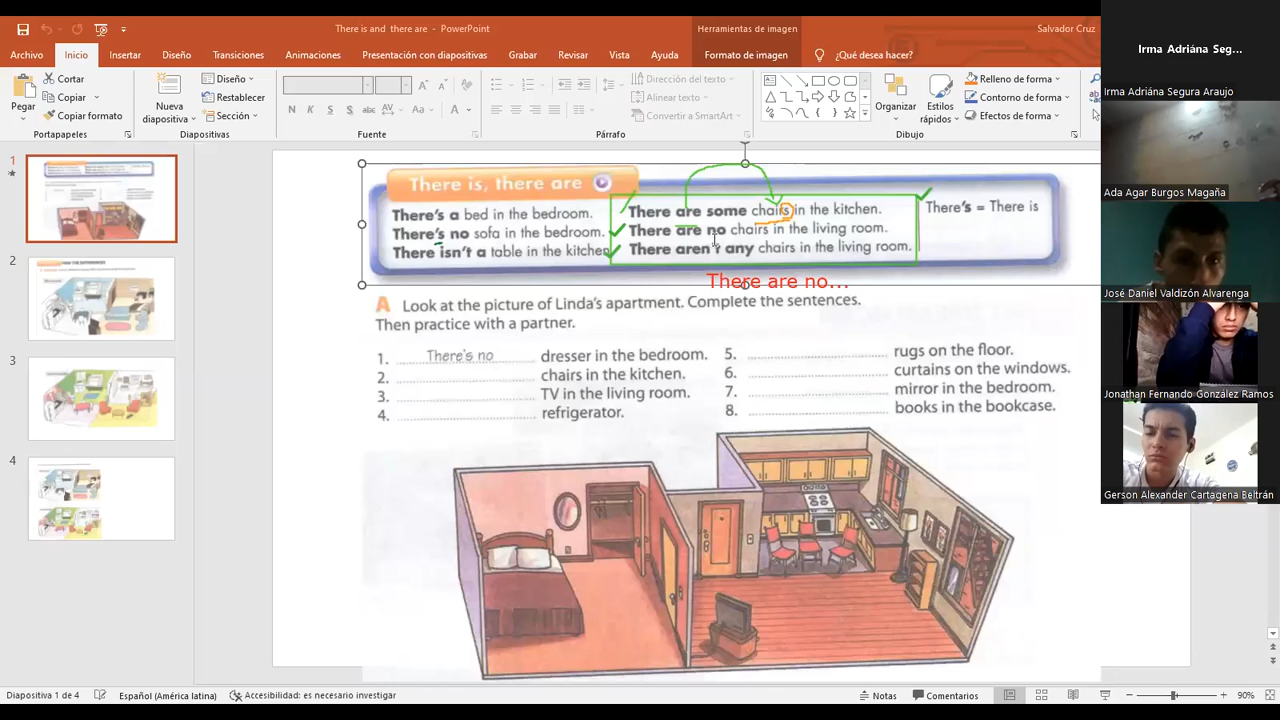 There is and there are - PowerPoint
Herramientas de imagen
Salvador Cruz
Archivo
Inicio
Insertar
Diseño
Transiciones
Animaciones
Presentación con diapositivas
Grabar
Revisar
Vista
Ayuda
Formato de imagen
¿Qué desea hacer?
Pegar
Cortar
Copiar
Copiar formato
Portapapeles
Nueva
diapositiva
Diseño
Restablecer
Sección
Diapositivas
N K S S abc AV Aa A
Fuente
Dirección del texto
Alinear texto
Convertir a SmartArt
Párrafo
Organizar
Estilos
rápidos
Relleno de forma
Contorno de forma
Efectos de forma
Dibujo
1
2
3
4
There is, there are
There's a bed in the bedroom.
There's no sofa in the bedroom.
There isn't a table in the kitchen
There are some chairs in the kitchen.
There are no chairs in the living room.
There aren't any chairs in the living room.
There's = There is
There are no...
A Look at the picture of Linda's apartment. Complete the sentences.
Then practice with a partner.
1. There's no dresser in the bedroom.
2. chairs in the kitchen.
3. TV in the living room.
4. refrigerator.
5. rugs on the floor.
6. curtains on the windows.
7. mirror in the bedroom.
8. books in the bookcase.
Irma Adriána Seg...
Irma Adriána Segura Araujo
Ada Agar Burgos Magaña
José Daniel Valdizón Alvarenga
Jonathan Fernando González Ramos
Gerson Alexander Cartagena Beltrán
Diapositiva 1 de 4
Español (América latina)
Accesibilidad: es necesario investigar
Notas
Comentarios
90%